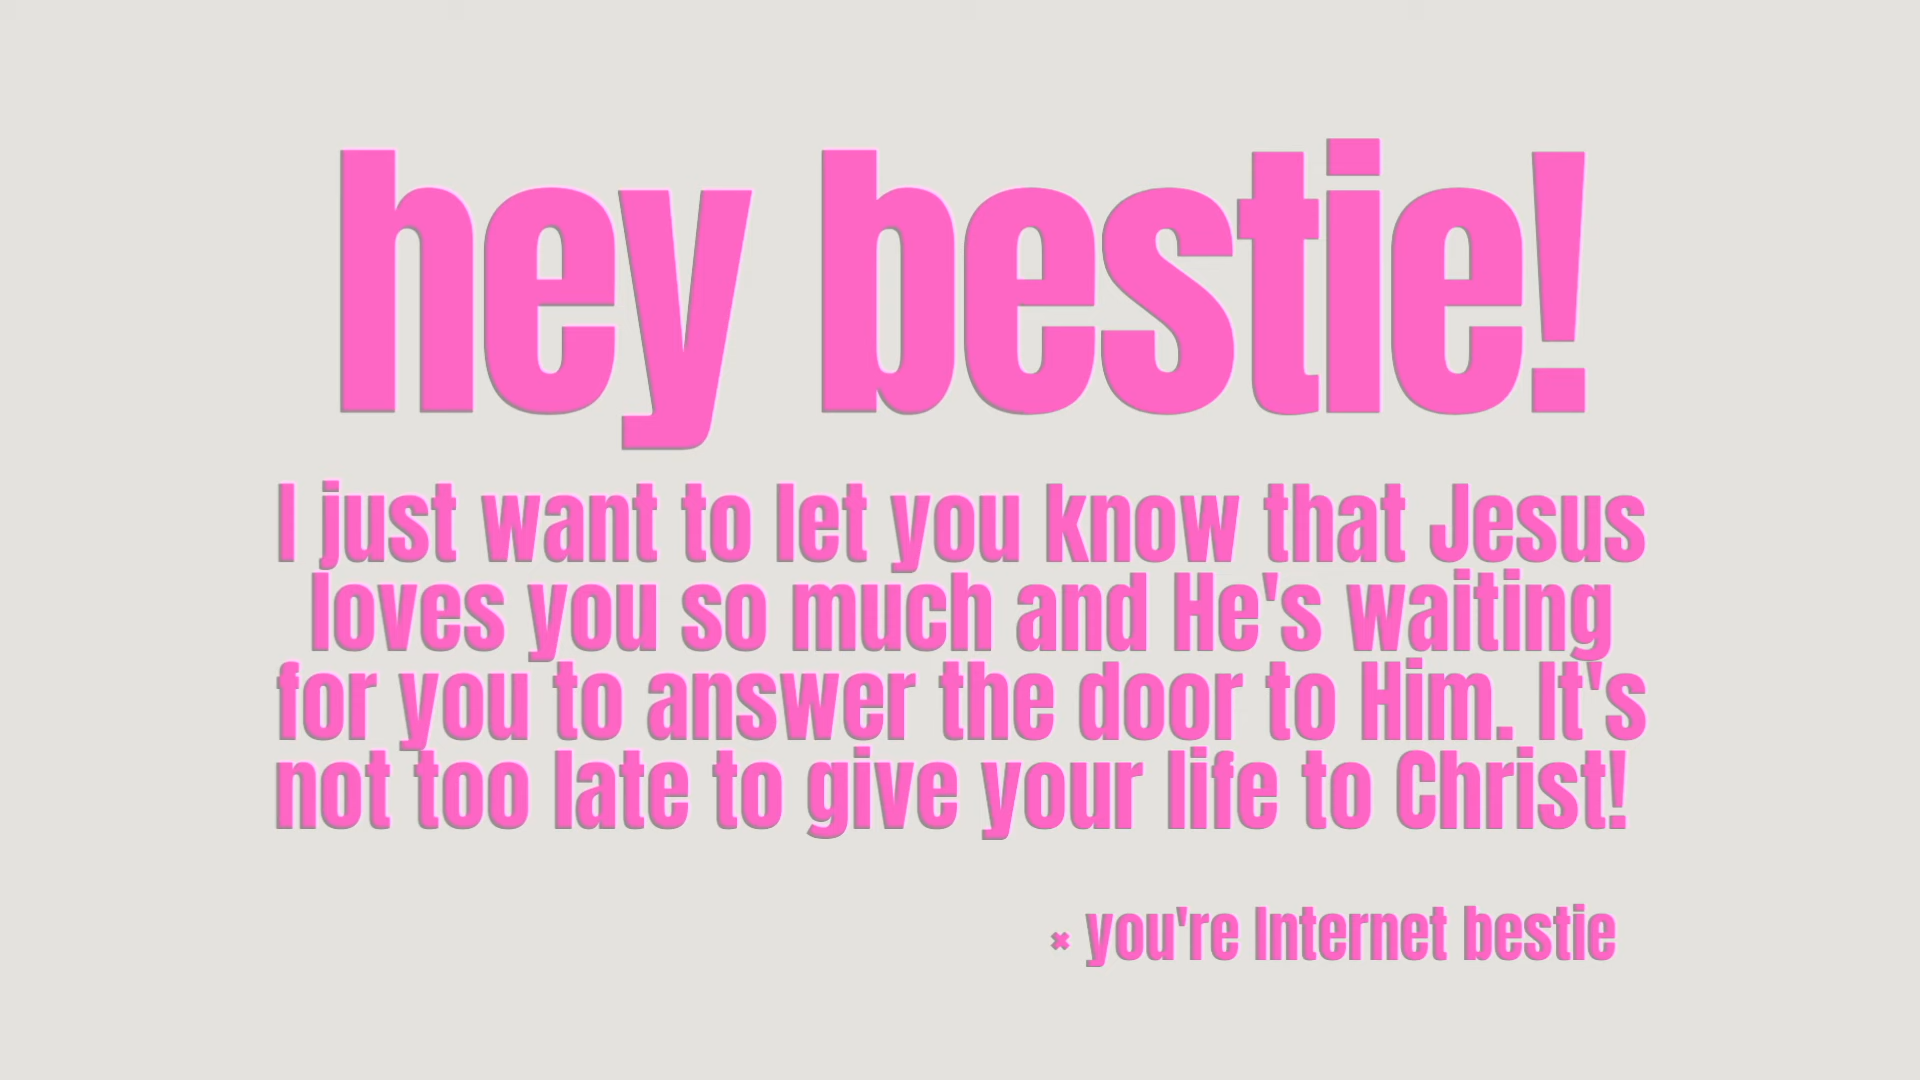 hey bestie!
I just want to let you know that Jesus
loves you so much and He's waiting
for you to answer the door to Him. It's
not too late to give your life to Christ!
× you're Internet bestie